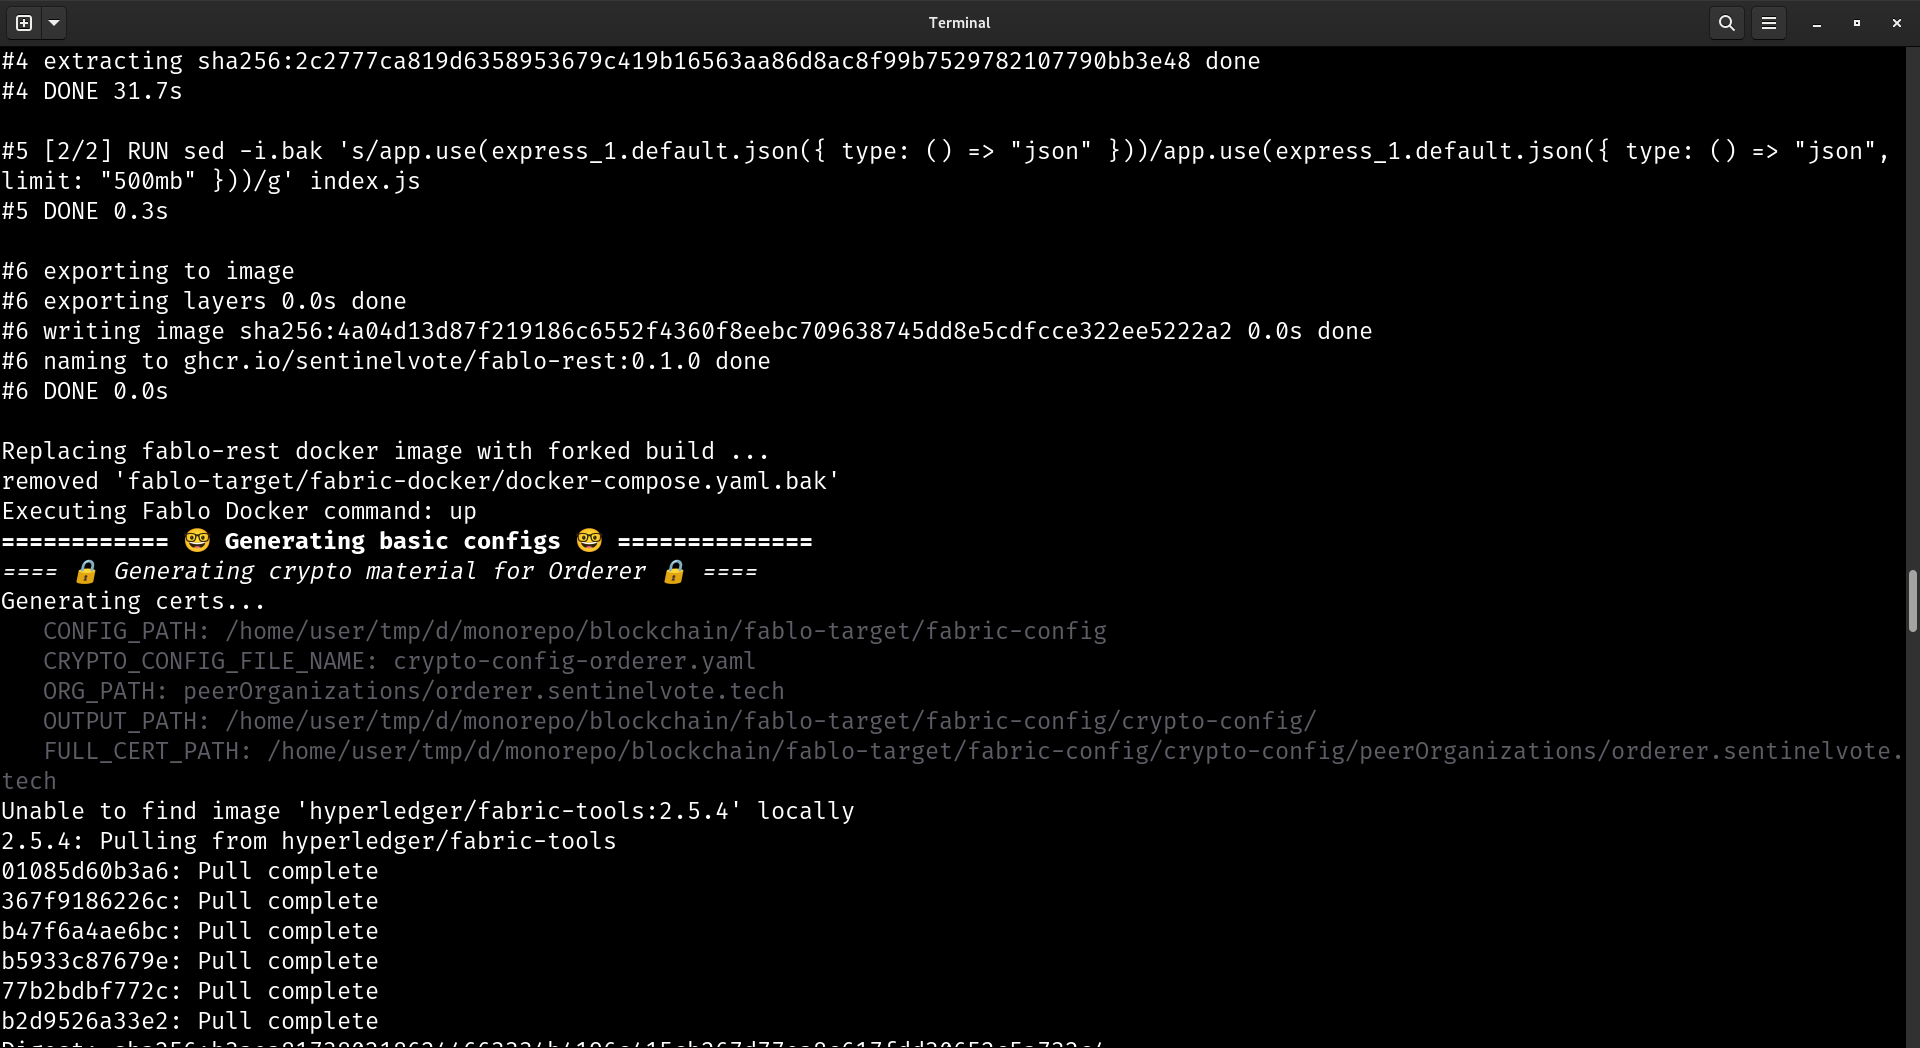 Terminal
#4 extracting sha256:2c2777ca819d6358953679c419b16563aa86d8ac8f99b7529782107790bb3e48 done
#4 DONE 31.7s
#5 [2/2] RUN sed -i.bak 's/app.use(express_1.default.json({ type: () => "json" }))/app.use(express_1.default.json({ type: () => "json",
limit: "500mb" }))/g' index.js
#5 DONE 0.3s
#6 exporting to image
#6 exporting layers 0.0s done
#6 writing image sha256:4a04d13d87f219186c6552f4360f8eebc709638745dd8e5cdfcce322ee5222a2 0.0s done
#6 naming to ghcr.io/sentinelvote/fablo-rest:0.1.0 done
#6 DONE 0.0s
Replacing fablo-rest docker image with forked build ...
removed 'fablo-target/fabric-docker/docker-compose.yaml.bak'
Executing Fablo Docker command: up
============ 🤓 Generating basic configs 🤓 ==============
==== 🔒 Generating crypto material for Orderer 🔒 ====
Generating certs...
CONFIG_PATH: /home/user/tmp/d/monorepo/blockchain/fablo-target/fabric-config
CRYPTO_CONFIG_FILE_NAME: crypto-config-orderer.yaml
ORG_PATH: peerOrganizations/orderer.sentinelvote.tech
OUTPUT_PATH: /home/user/tmp/d/monorepo/blockchain/fablo-target/fabric-config/crypto-config/
FULL_CERT_PATH: /home/user/tmp/d/monorepo/blockchain/fablo-target/fabric-config/crypto-config/peerOrganizations/orderer.sentinelvote.
tech
Unable to find image 'hyperledger/fabric-tools:2.5.4' locally
2.5.4: Pulling from hyperledger/fabric-tools
01085d60b3a6: Pull complete
367f9186226c: Pull complete
b47f6a4ae6bc: Pull complete
b5933c87679e: Pull complete
77b2bdbf772c: Pull complete
b2d9526a33e2: Pull complete